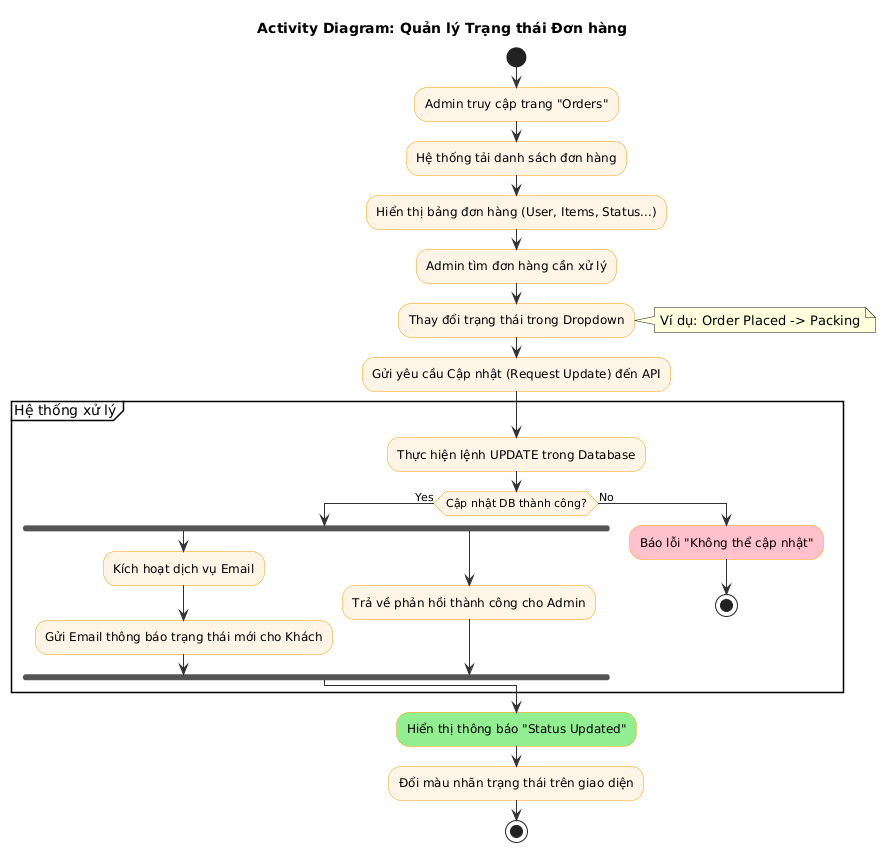 Activity Diagram: Quản lý Trạng thái Đơn hàng
Admin truy cập trang "Orders"
Hệ thống tải danh sách đơn hàng
Hiển thị bảng đơn hàng (User, Items, Status...)
Admin tìm đơn hàng cần xử lý
Thay đổi trạng thái trong Dropdown
Ví dụ: Order Placed -> Packing
Gửi yêu cầu Cập nhật (Request Update) đến API
Hệ thống xử lý
Thực hiện lệnh UPDATE trong Database
Yes
Cập nhật DB thành công?
No
Báo lỗi "Không thể cập nhật"
Kích hoạt dịch vụ Email
Trả về phản hồi thành công cho Admin
Gửi Email thông báo trạng thái mới cho Khách
Hiển thị thông báo "Status Updated"
Đổi màu nhãn trạng thái trên giao diện